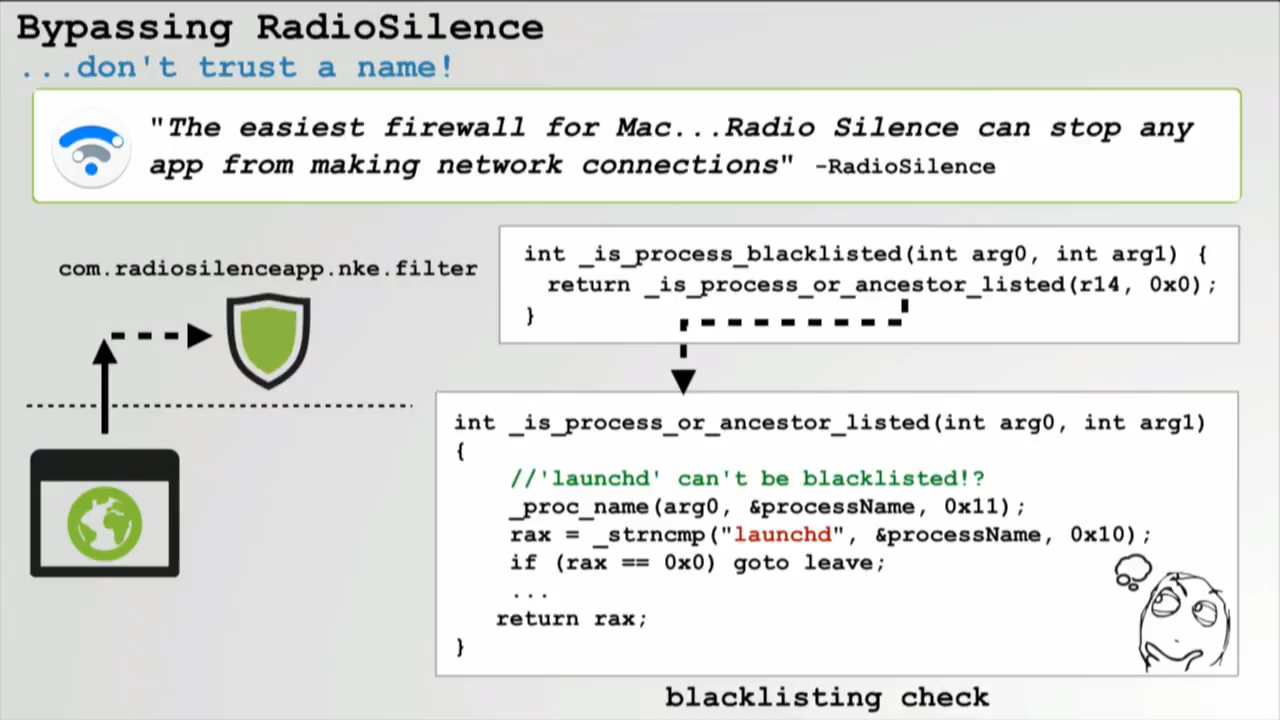 Bypassing RadioSilence
...don't trust a name!
"The easiest firewall for Mac...Radio Silence can stop any
app from making network connections" -RadioSilence
com.radiosilenceapp.nke.filter
int _is_process_blacklisted(int arg0, int arg1) {
return _is_process_or_ancestor_listed(r14, 0x0);
}
int _is_process_or_ancestor_listed(int arg0, int arg1)
{
//'launchd' can't be blacklisted!?
_proc_name(arg0, &processName, 0x11);
rax = _strncmp("launchd", &processName, 0x10);
if (rax == 0x0) goto leave;
...
return rax;
}
blacklisting check